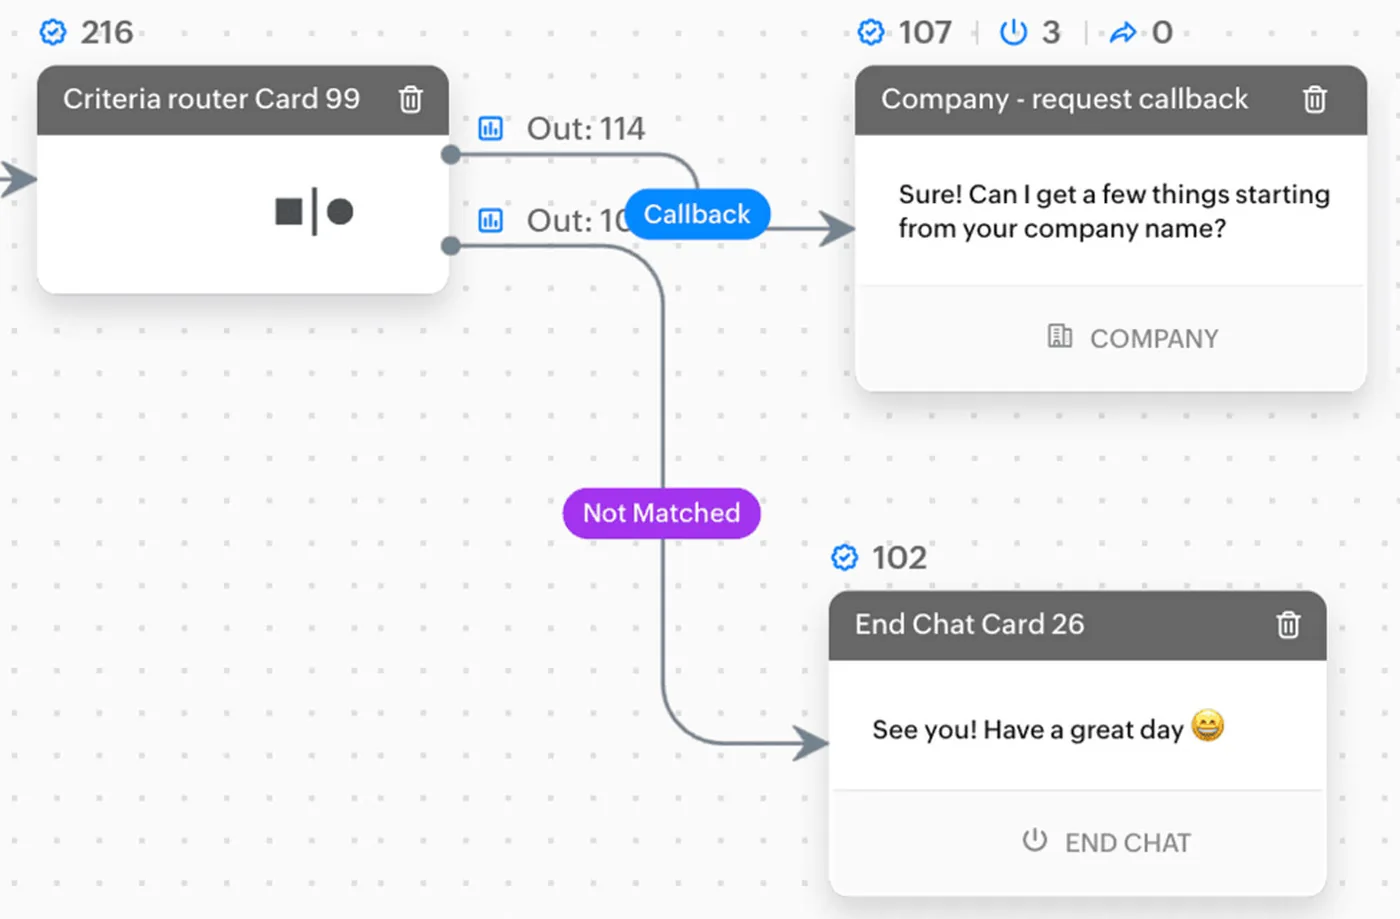 216
Criteria router Card 99
Out: 114
Out:
Callback
107 3 0
Company - request callback
Sure! Can I get a few things starting
from your company name?
COMPANY
Not Matched
102
End Chat Card 26
See you! Have a great day 😄
END CHAT